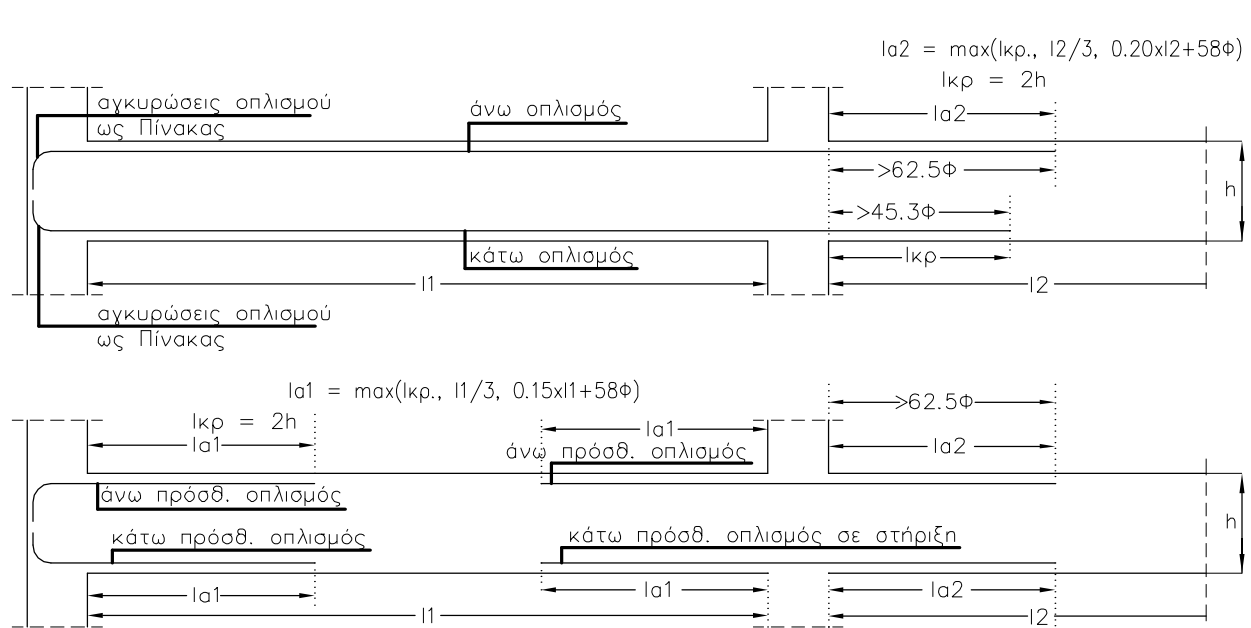 la2 = max(lκρ., l2/3, 0.20xl2+58Φ)
lκρ = 2h
αγκυρώσεις οπλισμού
ως Πίνακας
άνω οπλισμός
la2
>62.5Φ
h
>45.3Φ
κάτω οπλισμός
lκρ
l1
l2
αγκυρώσεις οπλισμού
ως Πίνακας
la1 = max(lκρ., l1/3, 0.15xl1+58Φ)
>62.5Φ
lκρ = 2h
la1
la1
la2
άνω πρόσθ. οπλισμός
άνω πρόσθ. οπλισμός
h
κάτω πρόσθ. οπλισμός
κάτω πρόσθ. οπλισμός σε στήριξη
la1
la1
la2
l1
l2